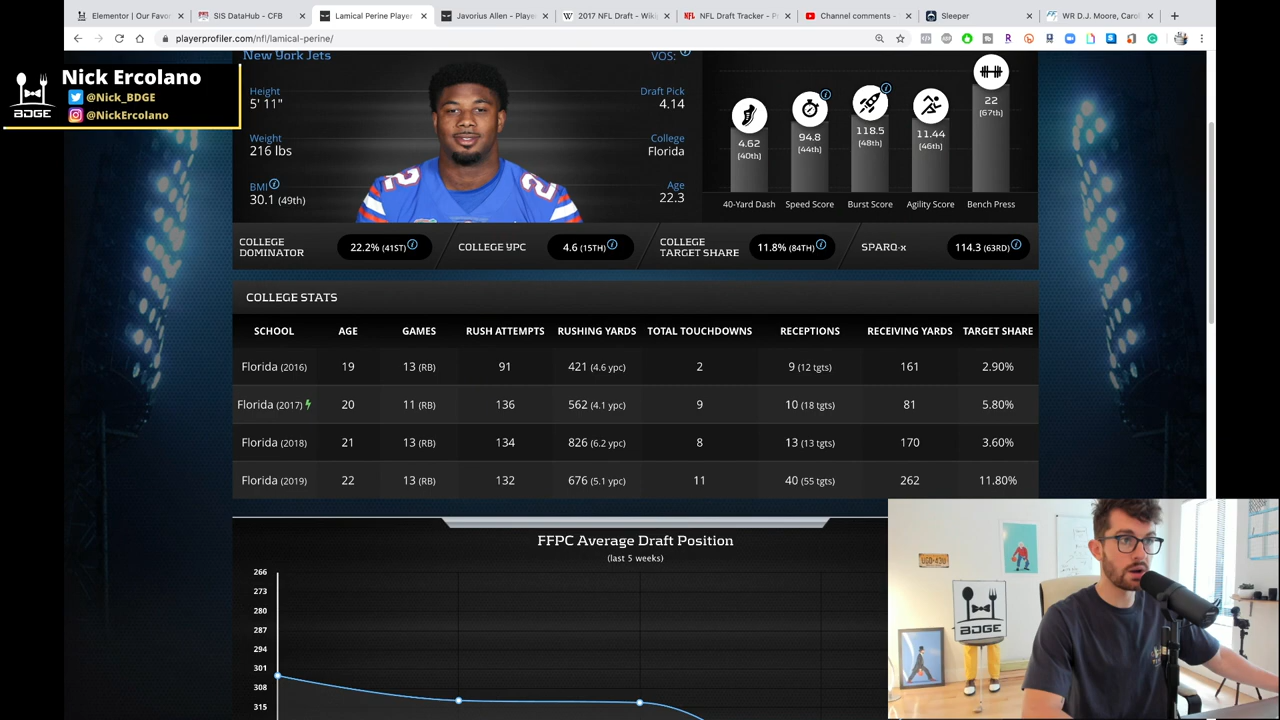 Elementor | Our Favor
SIS DataHub - CFB
Lamical Perine Player
Javorius Allen - Playe
2017 NFL Draft - Wiki
NFL Draft Tracker - P
Channel comments -
Sleeper
WR D.J. Moore, Caro
playerprofiler.com/nfl/lamical-perine/
Nick Ercolano
@Nick_BDGE
@NickErcolano
BDGE
New York Jets
VOS:
Height
5' 11"
Weight
216 lbs
BMI
30.1 (49th)
Draft Pick
4.14
College
Florida
Age
22.3
4.62
(40th)
40-Yard Dash
94.8
(44th)
Speed Score
118.5
(48th)
Burst Score
11.44
(46th)
Agility Score
22
(67th)
Bench Press
COLLEGE DOMINATOR
22.2% (41ST)
COLLEGE YPC
4.6 (15TH)
COLLEGE TARGET SHARE
11.8% (84TH)
SPARQ-x
114.3 (63RD)
COLLEGE STATS
SCHOOL AGE GAMES RUSH ATTEMPTS RUSHING YARDS TOTAL TOUCHDOWNS RECEPTIONS RECEIVING YARDS TARGET SHARE
Florida (2016) 19 13 (RB) 91 421 (4.6 ypc) 2 9 (12 tgts) 161 2.90%
Florida (2017) 20 11 (RB) 136 562 (4.1 ypc) 9 10 (18 tgts) 81 5.80%
Florida (2018) 21 13 (RB) 134 826 (6.2 ypc) 8 13 (13 tgts) 170 3.60%
Florida (2019) 22 13 (RB) 132 676 (5.1 ypc) 11 40 (55 tgts) 262 11.80%
FFPC Average Draft Position
(last 5 weeks)
266
273
280
287
294
301
308
315
BDGE